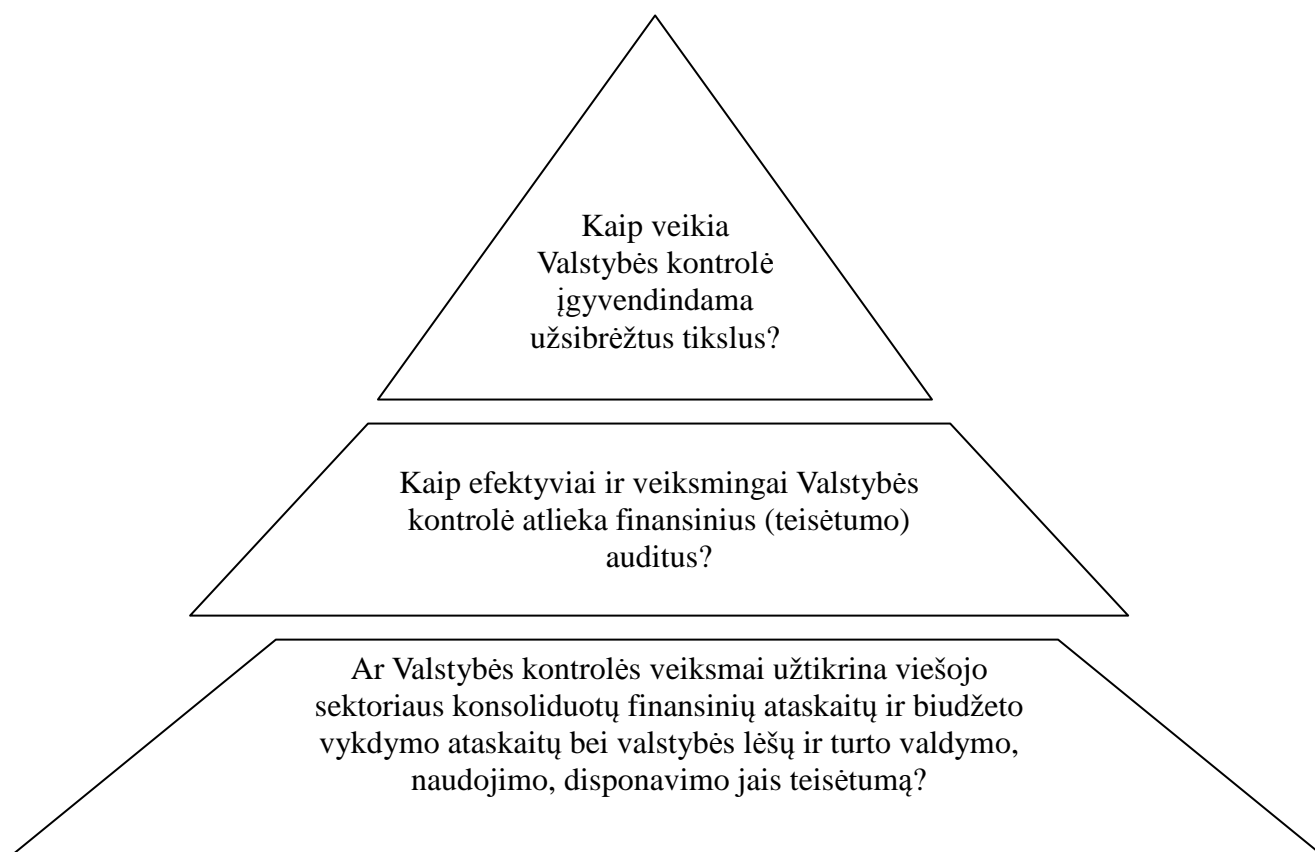 Kaip veikia
Valstybės kontrolė
įgyvendindama
užsibrėžtus tikslus?
Kaip efektyviai ir veiksmingai Valstybės
kontrolė atlieka finansinius (teisėtumo)
auditus?
Ar Valstybės kontrolės veiksmai užtikrina viešojo
sektoriaus konsoliduotų finansinių ataskaitų ir biudžeto
vykdymo ataskaitų bei valstybės lėšų ir turto valdymo,
naudojimo, disponavimo jais teisėtumą?